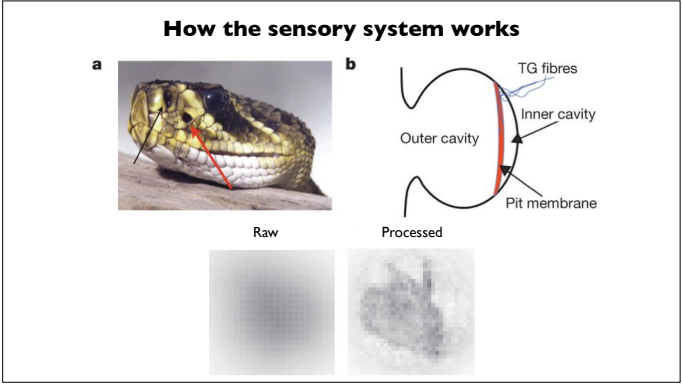 How the sensory system works
a
b
TG fibres
Inner cavity
Outer cavity
Pit membrane
Raw
Processed